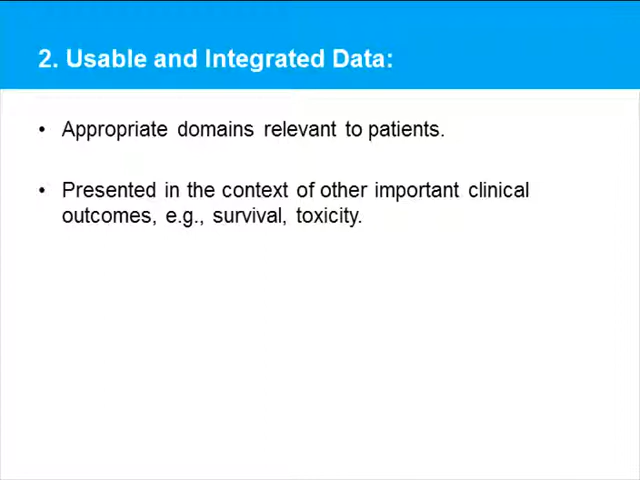 2. Usable and Integrated Data:
• Appropriate domains relevant to patients.
• Presented in the context of other important clinical
outcomes, e.g., survival, toxicity.